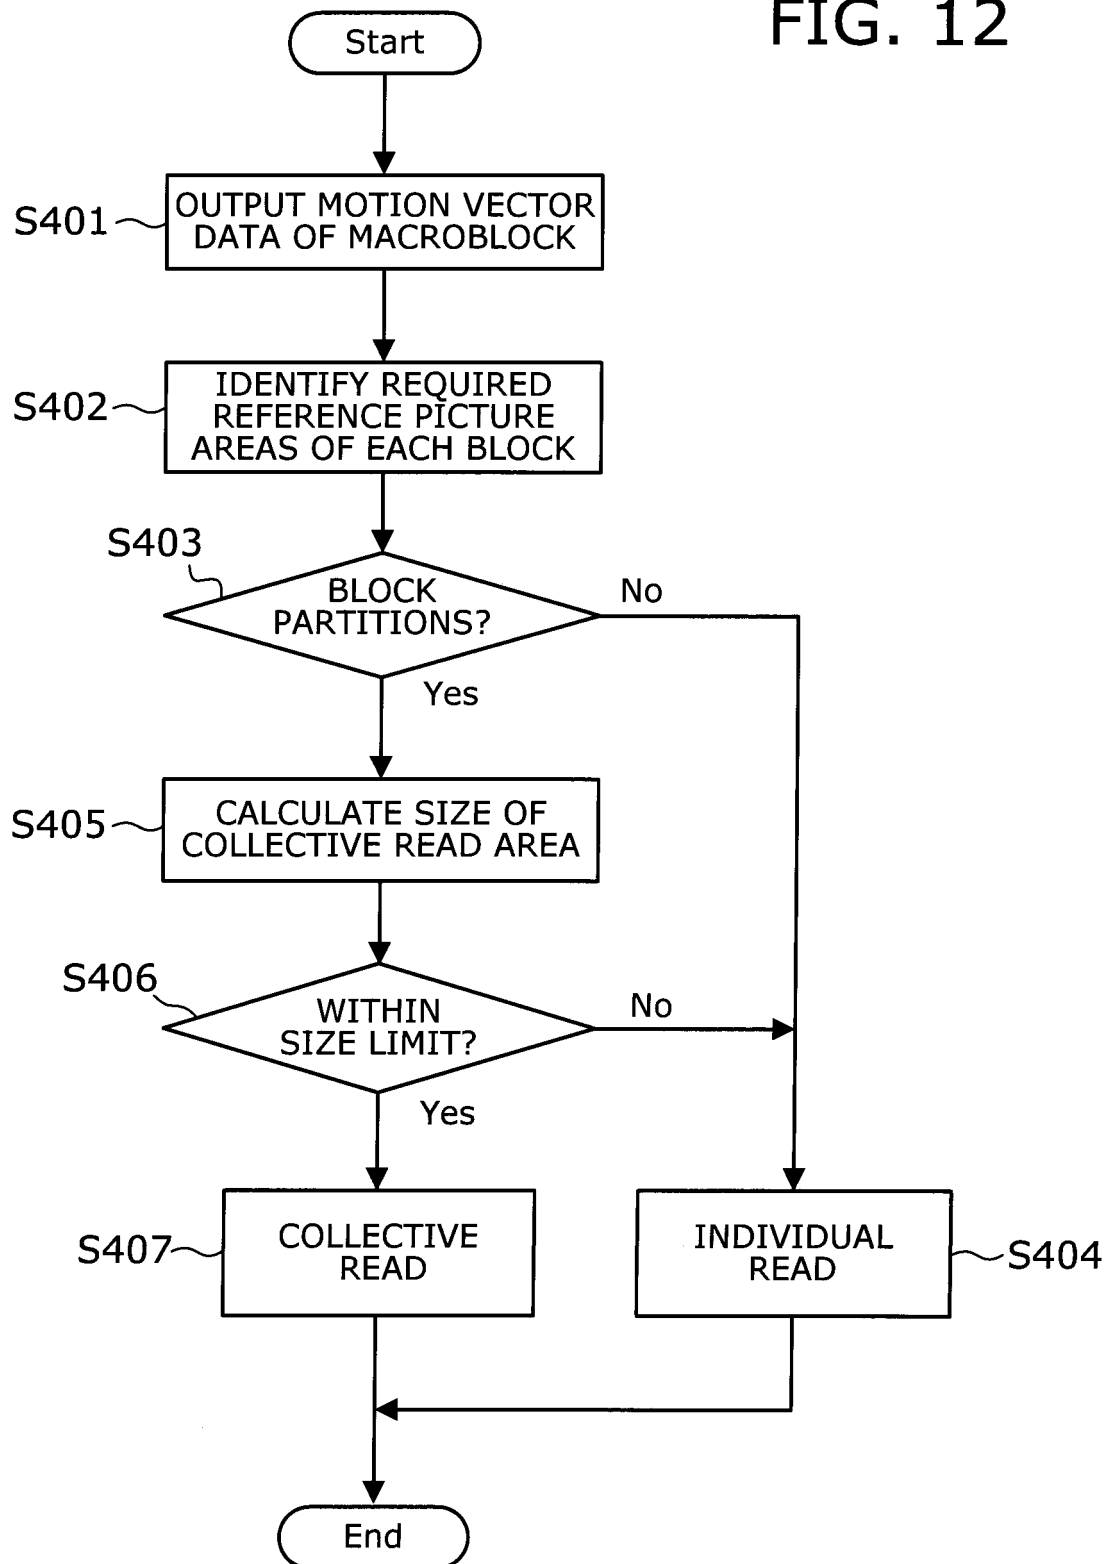 FIG. 12
Start
S401
OUTPUT MOTION VECTOR
DATA OF MACROBLOCK
S402
IDENTIFY REQUIRED
REFERENCE PICTURE
AREAS OF EACH BLOCK
S403
BLOCK
PARTITIONS?
No
Yes
S405
CALCULATE SIZE OF
COLLECTIVE READ AREA
S406
WITHIN
SIZE LIMIT?
No
Yes
S407
COLLECTIVE
READ
INDIVIDUAL
READ
S404
End